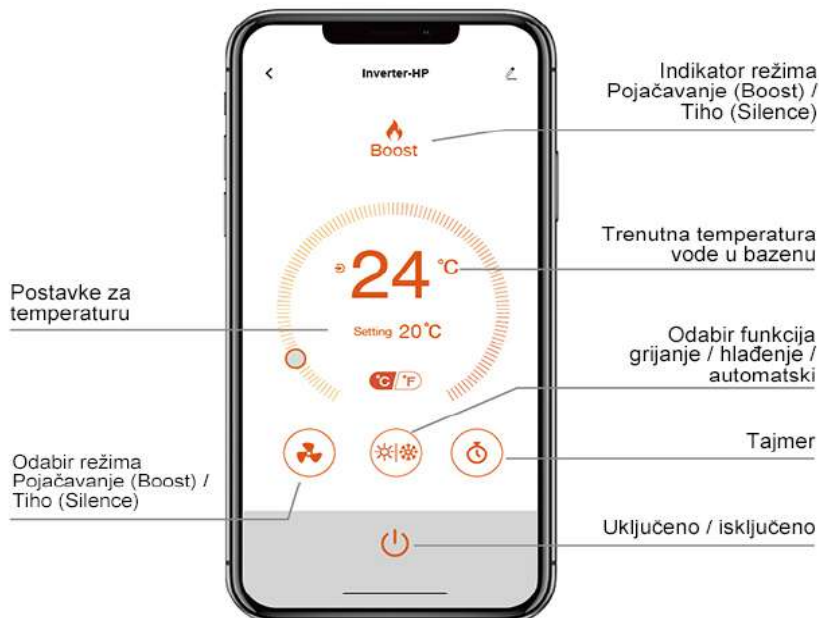 Inverter-HP
Boost
24 °C
Setting 20°C
°C / °F
Indikator režima
Pojačavanje (Boost) /
Tiho (Silence)
Trenutna temperatura
vode u bazenu
Postavke za
temperaturu
Odabir funkcija
grijanje / hlađenje /
automatski
Tajmer
Odabir režima
Pojačavanje (Boost) /
Tiho (Silence)
Uključeno / isključeno